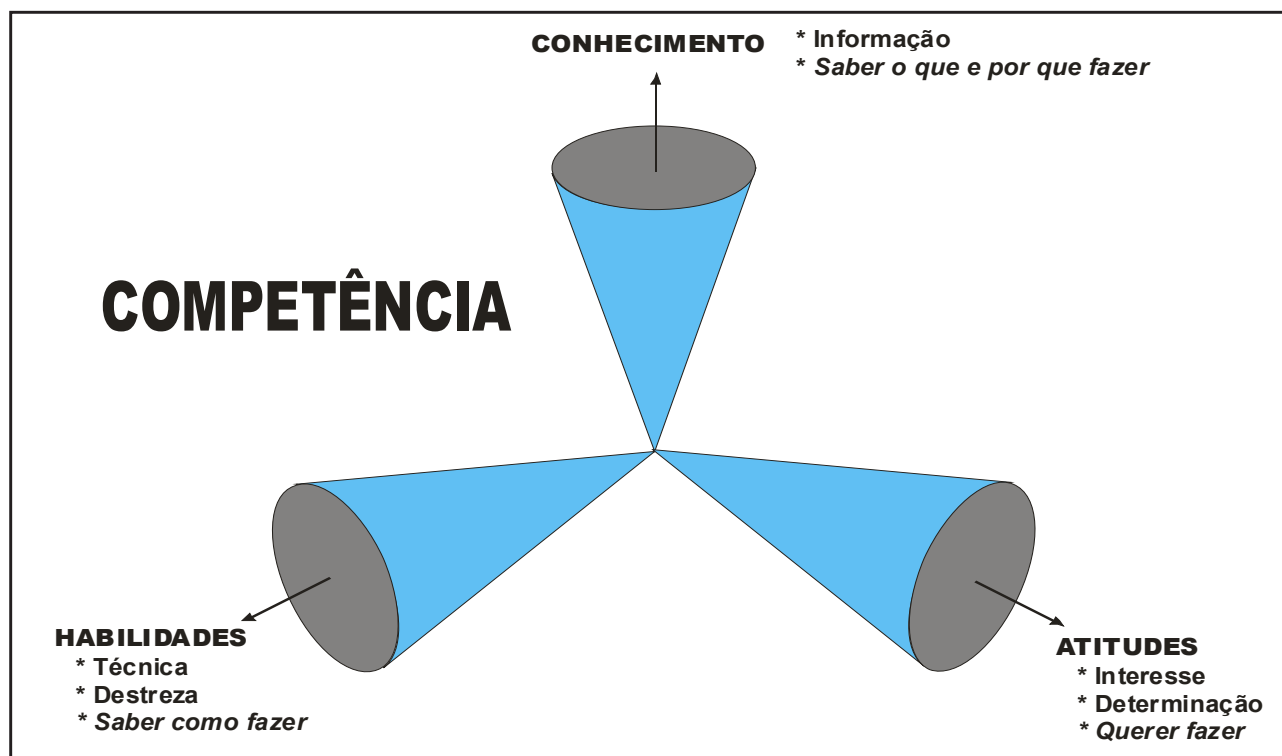 CONHECIMENTO
* Informação
* Saber o que e por que fazer
COMPETÊNCIA
HABILIDADES
* Técnica
* Destreza
* Saber como fazer
ATITUDES
* Interesse
* Determinação
* Querer fazer